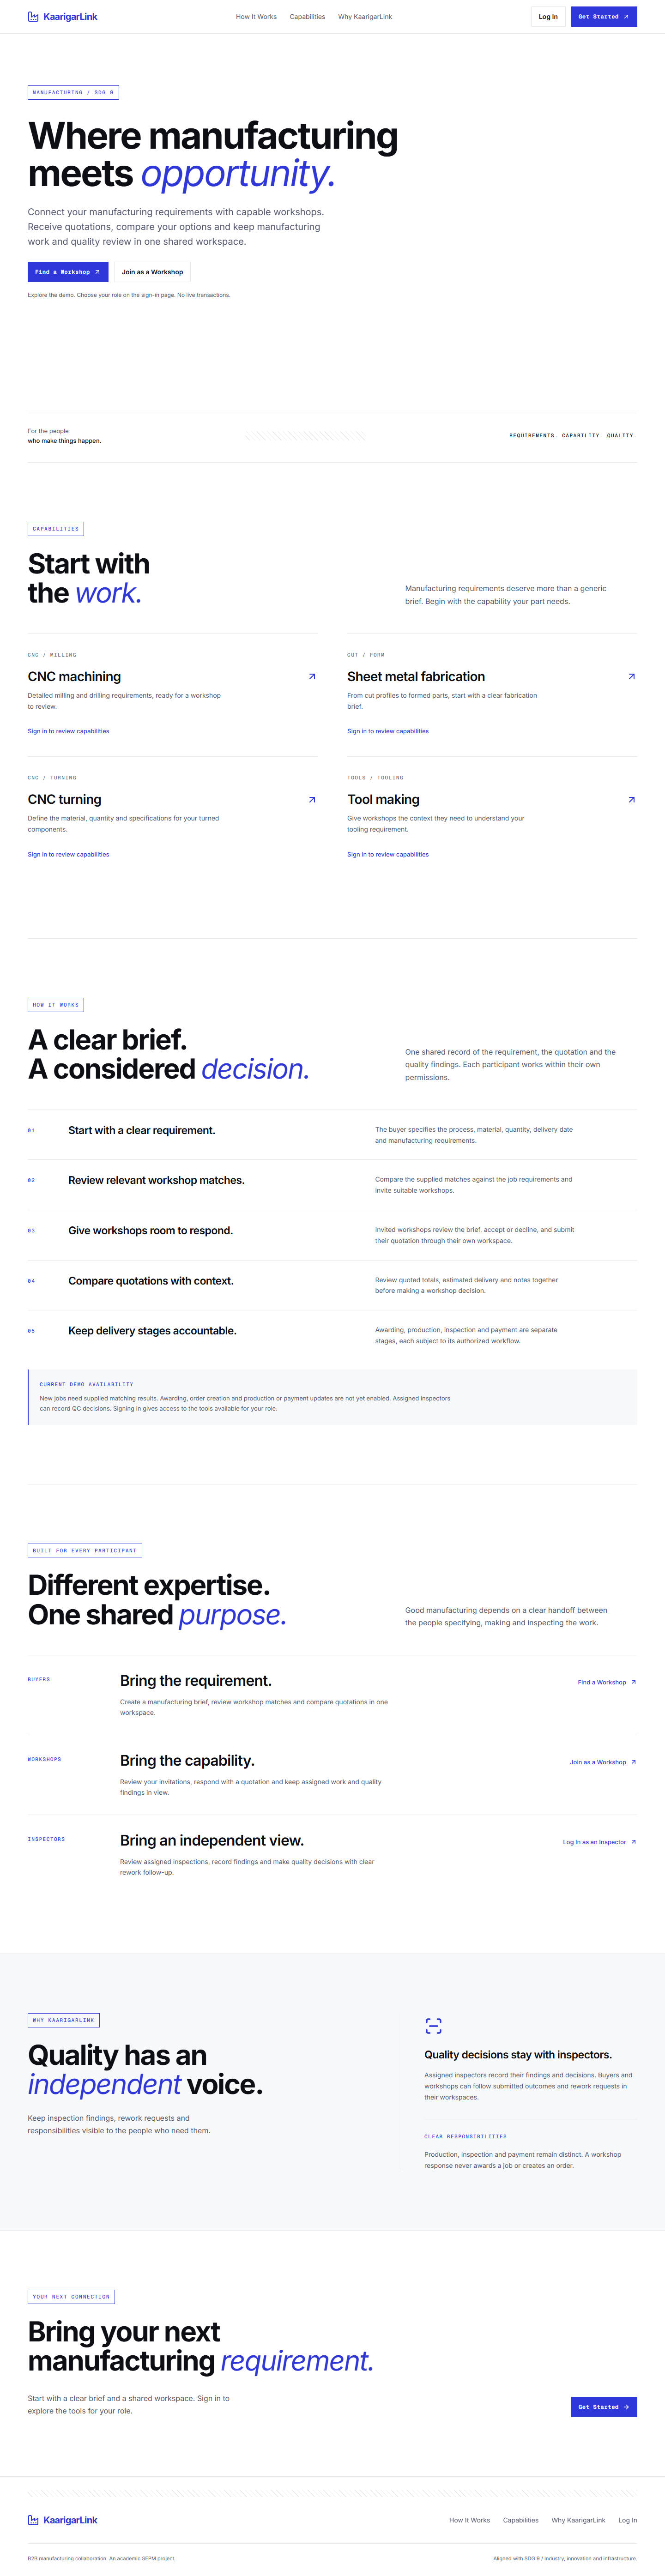 KaarigarLink
How It Works
Capabilities
Why KaarigarLink
Log In
Get Started
MANUFACTURING / SDG 9
Where manufacturing
meets opportunity.
Connect your manufacturing requirements with capable workshops.
Receive quotations, compare your options and keep manufacturing
work and quality review in one shared workspace.
Find a Workshop
Join as a Workshop
Explore the demo. Choose your role on the sign-in page. No live transactions.
For the people
who make things happen.
REQUIREMENTS. CAPABILITY. QUALITY.
CAPABILITIES
Start with
the work.
Manufacturing requirements deserve more than a generic
brief. Begin with the capability your part needs.
CNC / MILLING
CNC machining
Detailed milling and drilling requirements, ready for a workshop
to review.
Sign in to review capabilities
CUT / FORM
Sheet metal fabrication
From cut profiles to formed parts, start with a clear fabrication
brief.
Sign in to review capabilities
CNC / TURNING
CNC turning
Define the material, quantity and specifications for your turned
components.
Sign in to review capabilities
TOOLS / TOOLING
Tool making
Give workshops the context they need to understand your
tooling requirement.
Sign in to review capabilities
HOW IT WORKS
A clear brief.
A considered decision.
One shared record of the requirement, the quotation and the
quality findings. Each participant works within their own
permissions.
01
Start with a clear requirement.
The buyer specifies the process, material, quantity, delivery date
and manufacturing requirements.
02
Review relevant workshop matches.
Compare the supplied matches against the job requirements and
invite suitable workshops.
03
Give workshops room to respond.
Invited workshops review the brief, accept or decline, and submit
their quotation through their own workspace.
04
Compare quotations with context.
Review quoted totals, estimated delivery and notes together
before making a workshop decision.
05
Keep delivery stages accountable.
Awarding, production, inspection and payment are separate
stages, each subject to its authorized workflow.
CURRENT DEMO AVAILABILITY
New jobs need supplied matching results. Awarding, order creation and production or payment updates are not yet enabled. Assigned inspectors
can record QC decisions. Signing in gives access to the tools available for your role.
BUILT FOR EVERY PARTICIPANT
Different expertise.
One shared purpose.
Good manufacturing depends on a clear handoff between
the people specifying, making and inspecting the work.
BUYERS
Bring the requirement.
Create a manufacturing brief, review workshop matches and compare quotations in one
workspace.
Find a Workshop
WORKSHOPS
Bring the capability.
Review your invitations, respond with a quotation and keep assigned work and quality
findings in view.
Join as a Workshop
INSPECTORS
Bring an independent view.
Review assigned inspections, record findings and make quality decisions with clear
rework follow-up.
Log In as an Inspector
WHY KAARIGARLINK
Quality has an
independent voice.
Keep inspection findings, rework requests and
responsibilities visible to the people who need them.
Quality decisions stay with inspectors.
Assigned inspectors record their findings and decisions. Buyers and
workshops can follow submitted outcomes and rework requests in
their workspaces.
CLEAR RESPONSIBILITIES
Production, inspection and payment remain distinct. A workshop
response never awards a job or creates an order.
YOUR NEXT CONNECTION
Bring your next
manufacturing requirement.
Start with a clear brief and a shared workspace. Sign in to
explore the tools for your role.
Get Started
KaarigarLink
How It Works
Capabilities
Why KaarigarLink
Log In
B2B manufacturing collaboration. An academic SEPM project.
Aligned with SDG 9 / Industry, innovation and infrastructure.